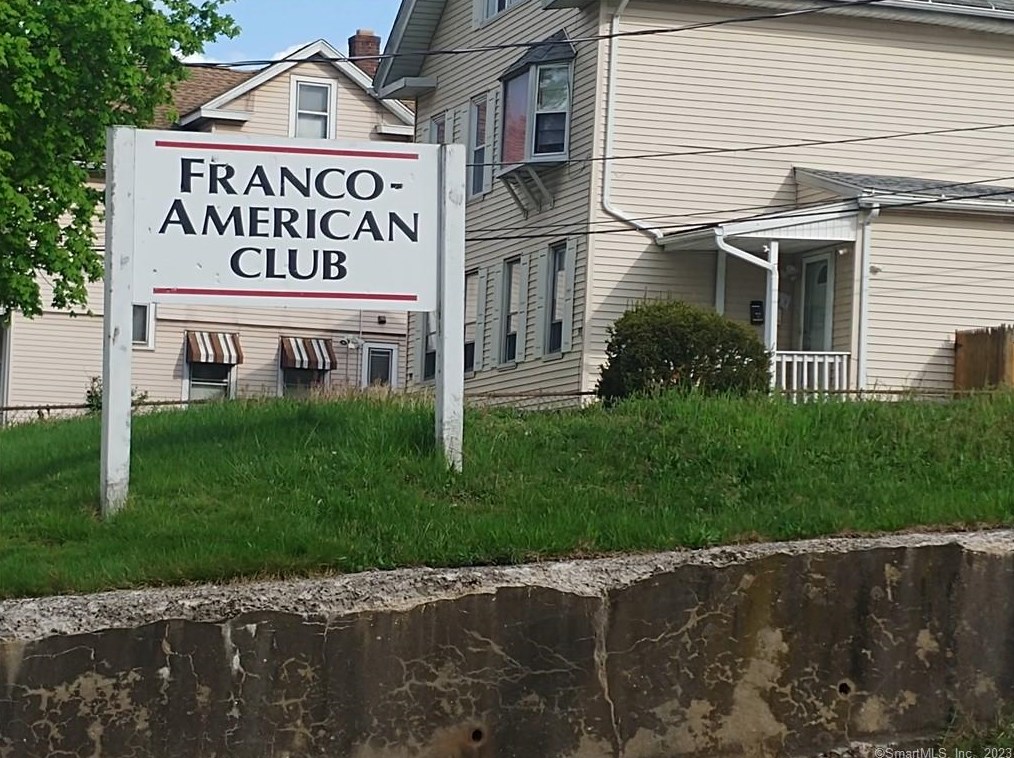 FRANCO-
AMERICAN
CLUB
©SmartMLS, Inc. 2023